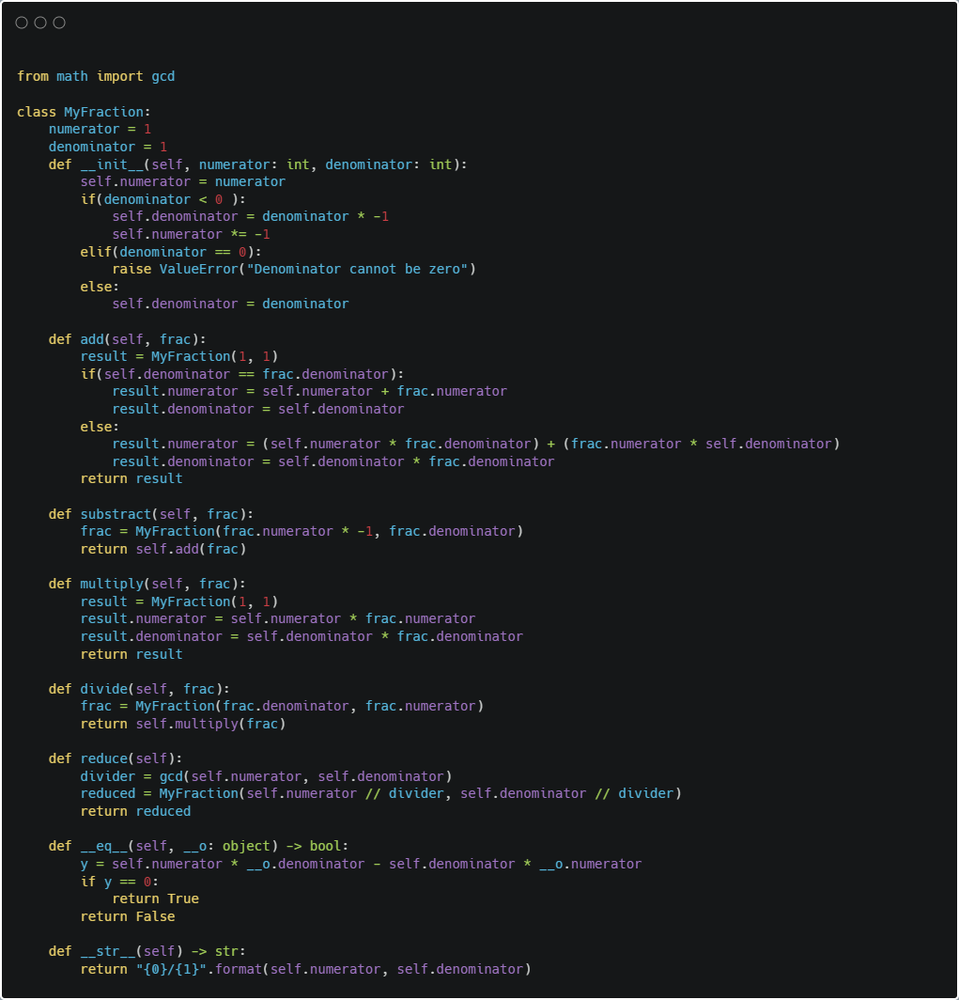 from math import gcd

class MyFraction:
    numerator = 1
    denominator = 1
    def __init__(self, numerator: int, denominator: int):
        self.numerator = numerator
        if(denominator < 0 ):
            self.denominator = denominator * -1
            self.numerator *= -1
        elif(denominator == 0):
            raise ValueError("Denominator cannot be zero")
        else:
            self.denominator = denominator

    def add(self, frac):
        result = MyFraction(1, 1)
        if(self.denominator == frac.denominator):
            result.numerator = self.numerator + frac.numerator
            result.denominator = self.denominator
        else:
            result.numerator = (self.numerator * frac.denominator) + (frac.numerator * self.denominator)
            result.denominator = self.denominator * frac.denominator
        return result

    def substract(self, frac):
        frac = MyFraction(frac.numerator * -1, frac.denominator)
        return self.add(frac)

    def multiply(self, frac):
        result = MyFraction(1, 1)
        result.numerator = self.numerator * frac.numerator
        result.denominator = self.denominator * frac.denominator
        return result

    def divide(self, frac):
        frac = MyFraction(frac.denominator, frac.numerator)
        return self.multiply(frac)

    def reduce(self):
        divider = gcd(self.numerator, self.denominator)
        reduced = MyFraction(self.numerator // divider, self.denominator // divider)
        return reduced

    def __eq__(self, __o: object) -> bool:
        y = self.numerator * __o.denominator - self.denominator * __o.numerator
        if y == 0:
            return True
        return False

    def __str__(self) -> str:
        return "{0}/{1}".format(self.numerator, self.denominator)